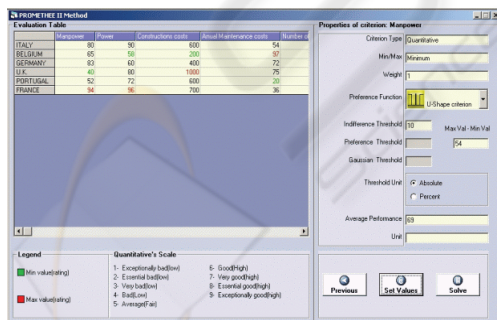 PROMETHEE II Method
Evaluation Table
Manpower Power Constructions costs Anual Maintenance costs Number o
ITALY 80 90 600 54
BELGIUM 65 58 200 97
GERMANY 83 60 400 72
U.K. 40 80 1000 75
PORTUGAL 52 72 600 20
FRANCE 94 96 700 36
Legend
Min value(rating)
Max value(rating)
Quantitative's Scale
1- Exceptionally bad(low)
2- Essential bad(low)
3- Very bad(low)
4- Bad(Low)
5- Average(Fair)
6- Good(High)
7- Very good(high)
8- Essential good(high)
9- Exceptionally good(high)
Properties of criterion: Manpower
Criterion Type Quantitative
Min/Max Minimum
Weight 1
Preference Function U-Shape criterion
Indifference Threshold 10 Max Val - Min Val
Preference Threshold 54
Gaussian Threshold
Threshold Unit Absolute
Percent
Average Performance 69
Unit
Previous Set Values Solve